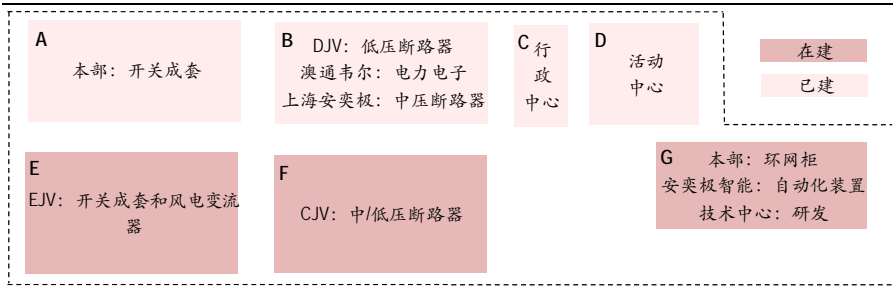 A
本部：开关成套
B
DJV：低压断路器
澳通韦尔：电力电子
上海安奕极：中压断路器
C 行
政
中心
D
活动
中心
在建
已建
E
EJV：开关成套和风电变流
器
F
CJV：中/低压断路器
G 本部：环网柜
安奕极智能：自动化装置
技术中心：研发